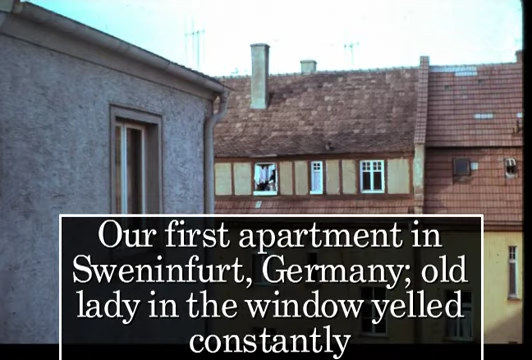 Our first apartment in
Sweninfurt, Germany; old
lady in the window yelled
constantly